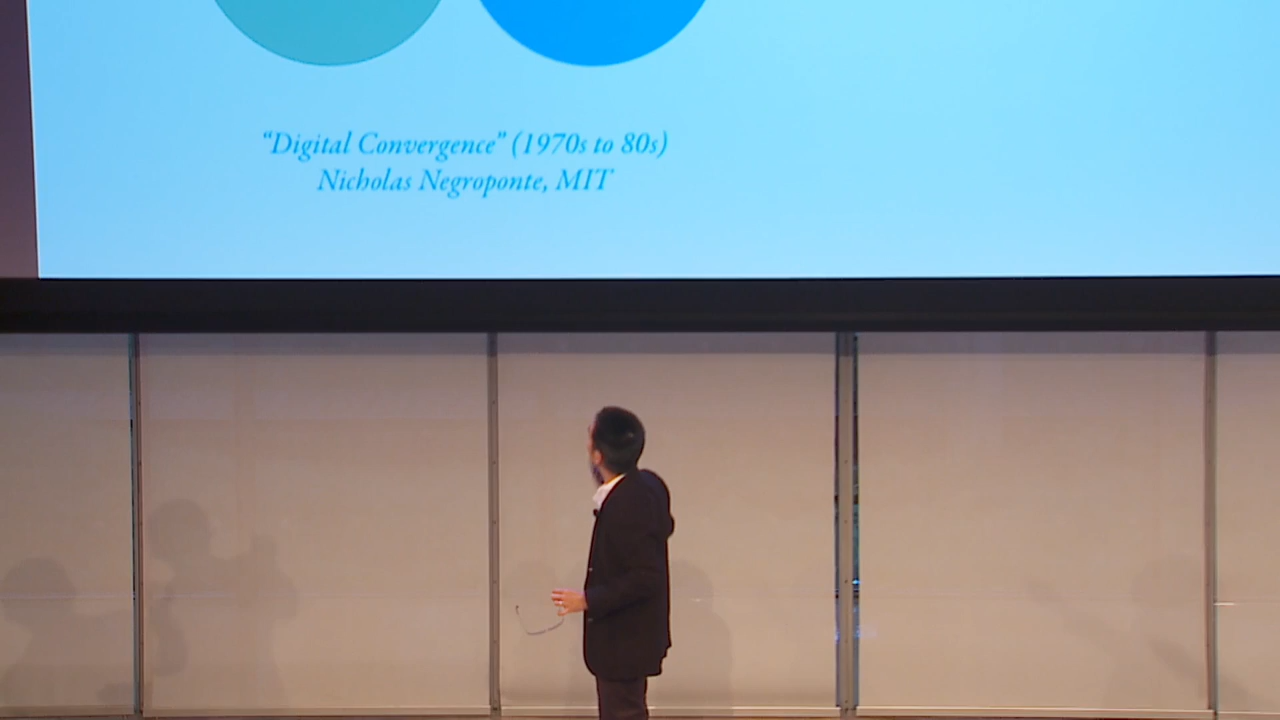 “Digital Convergence” (1970s to 80s)
Nicholas Negroponte, MIT